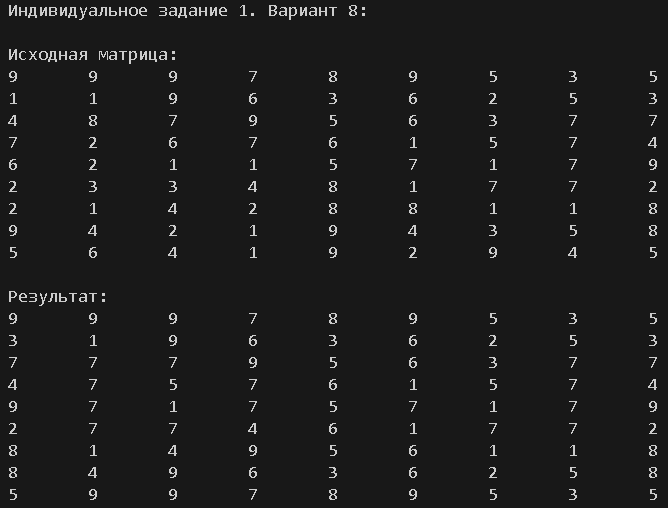 Индивидуальное задание 1. Вариант 8:
Исходная матрица:
9 9 9 7 8 9 5 3 5
1 1 9 6 3 6 2 5 3
4 8 7 9 5 6 3 7 7
7 2 6 7 6 1 5 7 4
6 2 1 1 5 7 1 7 9
2 3 3 4 8 1 7 7 2
2 1 4 2 8 8 1 1 8
9 4 2 1 9 4 3 5 8
5 6 4 1 9 2 9 4 5
Результат:
9 9 9 7 8 9 5 3 5
3 1 9 6 3 6 2 5 3
7 7 7 9 5 6 3 7 7
4 7 5 7 6 1 5 7 4
9 7 1 7 5 7 1 7 9
2 7 7 4 6 1 7 7 2
8 1 4 9 5 6 1 1 8
8 4 9 6 3 6 2 5 8
5 9 9 7 8 9 5 3 5